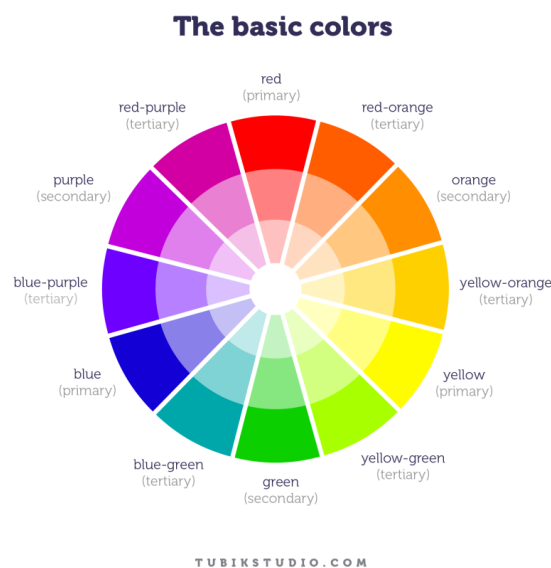 The basic colors
red
(primary)
red-purple
(tertiary)
red-orange
(tertiary)
purple
(secondary)
orange
(secondary)
blue-purple
(tertiary)
yellow-orange
(tertiary)
blue
(primary)
yellow
(primary)
blue-green
(tertiary)
yellow-green
(tertiary)
green
(secondary)
TUBIKSTUDIO.COM